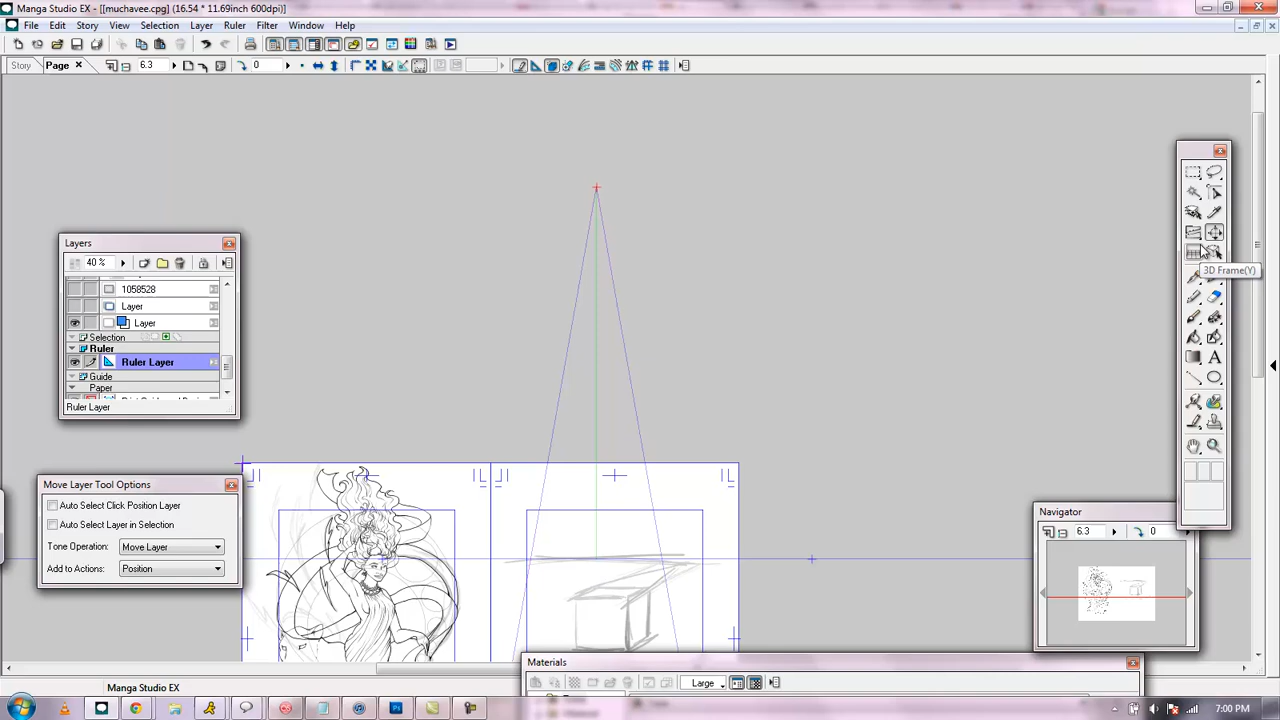 Manga Studio EX - [[muchavee.cpg] (16.54 * 11.69inch 600dpi)]
File Edit Story View Selection Layer Ruler Filter Window Help
Story Page 6.3 0
Layers
40 %
1058528
Layer
Layer
Selection
Ruler
Ruler Layer
Guide
Paper
Ruler Layer
3D Frame(Y)
Move Layer Tool Options
Auto Select Click Position Layer
Auto Select Layer in Selection
Tone Operation: Move Layer
Add to Actions: Position
Navigator
6.3 0
Materials
Large
Manga Studio EX
7:00 PM